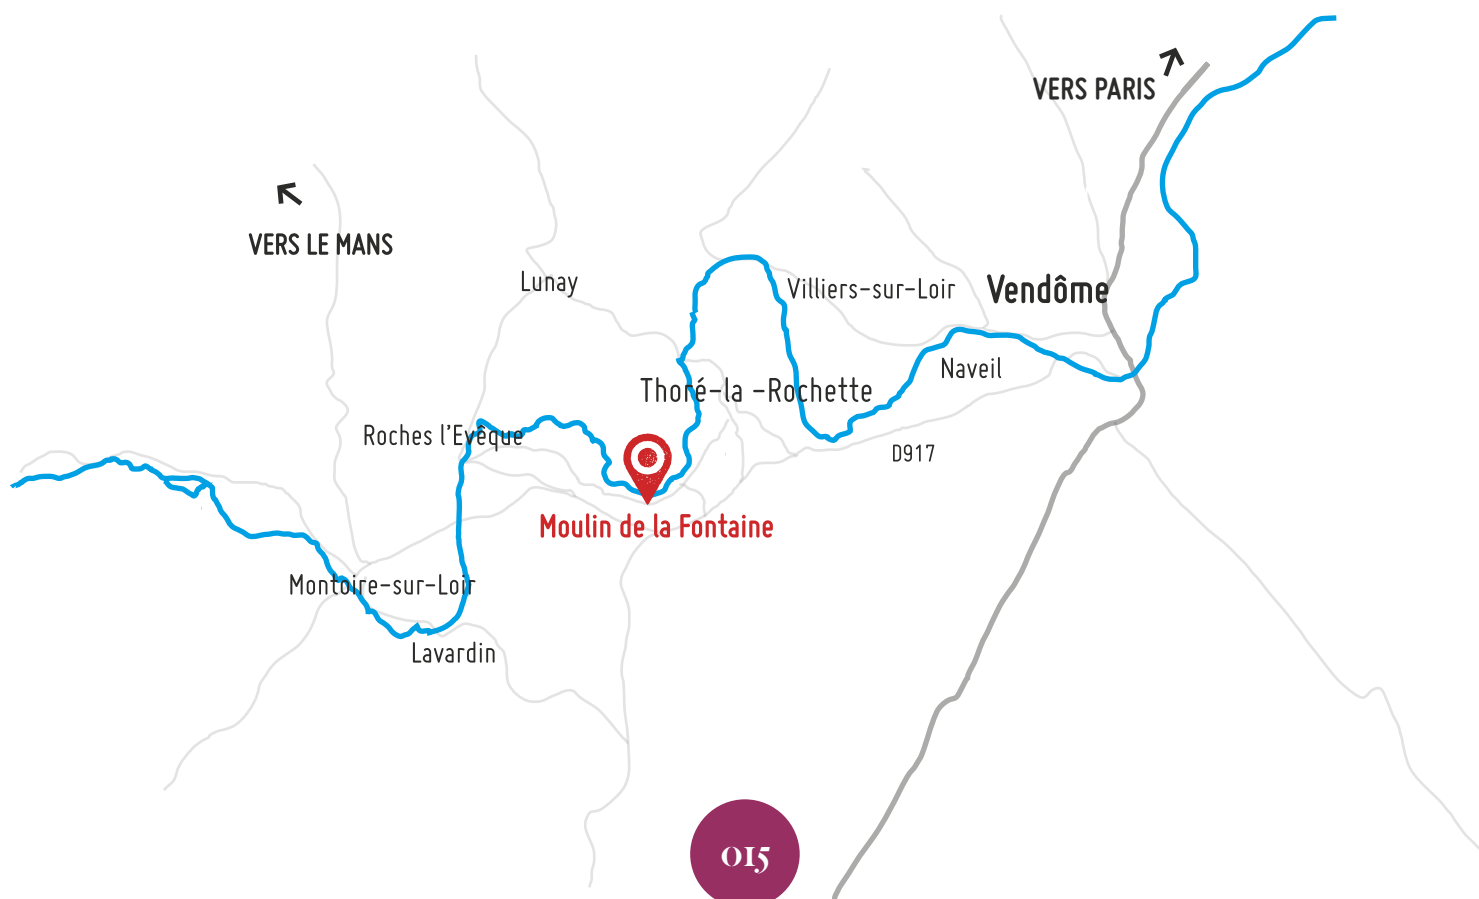 VERS PARIS
VERS LE MANS
Lunay
Villiers-sur-Loir
Vendôme
Naveil
Thoré-la -Rochette
Roches l'Evêque
D917
Moulin de la Fontaine
Montoire-sur-Loir
Lavardin
015